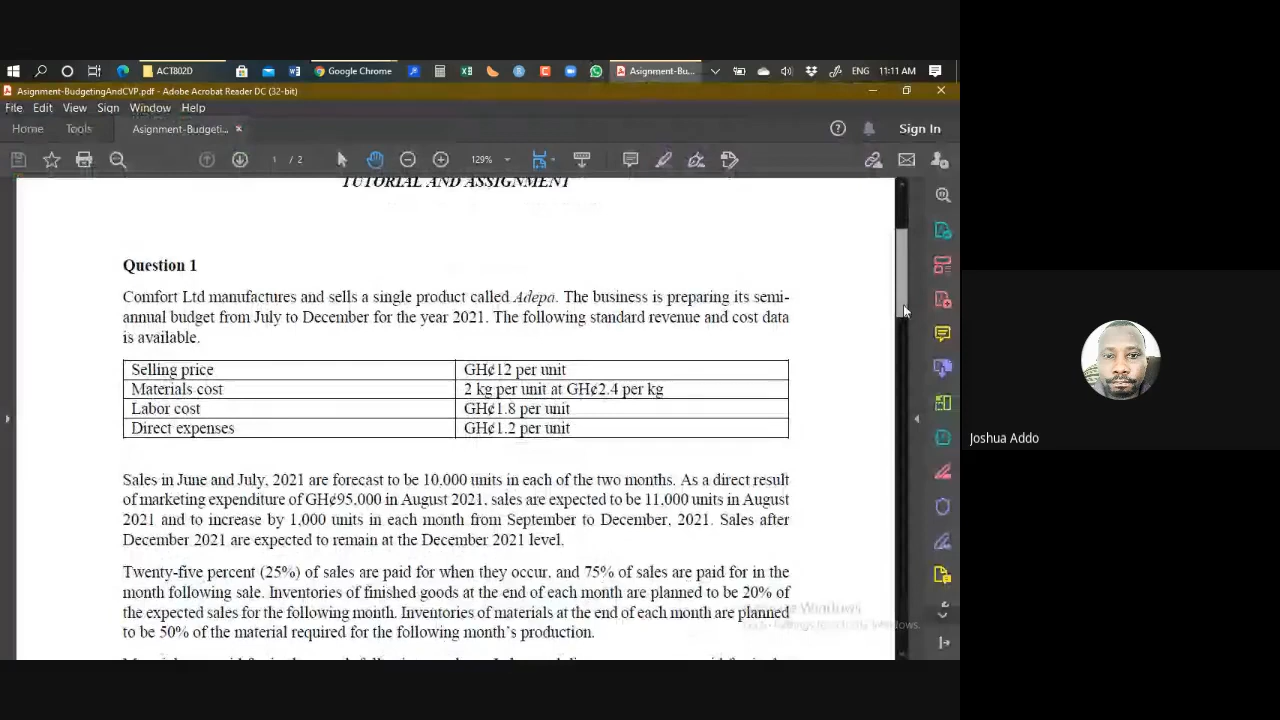 ACT802D
Google Chrome
Asignment-Bu...
ENG 11:11 AM
Asignment-BudgetingAndCVP.pdf - Adobe Acrobat Reader DC (32-bit)
File Edit View Sign Window Help
Home Tools Asignment-Budgeti... × Sign In
1 / 2 129%
TUTORIAL AND ASSIGNMENT
Question 1
Comfort Ltd manufactures and sells a single product called Adepa. The business is preparing its semi-
annual budget from July to December for the year 2021. The following standard revenue and cost data
is available.
Selling price GH¢12 per unit
Materials cost 2 kg per unit at GH¢2.4 per kg
Labor cost GH¢1.8 per unit
Direct expenses GH¢1.2 per unit
Sales in June and July, 2021 are forecast to be 10,000 units in each of the two months. As a direct result
of marketing expenditure of GH¢95,000 in August 2021, sales are expected to be 11,000 units in August
2021 and to increase by 1,000 units in each month from September to December, 2021. Sales after
December 2021 are expected to remain at the December 2021 level.
Twenty-five percent (25%) of sales are paid for when they occur, and 75% of sales are paid for in the
month following sale. Inventories of finished goods at the end of each month are planned to be 20% of
the expected sales for the following month. Inventories of materials at the end of each month are planned
to be 50% of the material required for the following month's production.
Joshua Addo